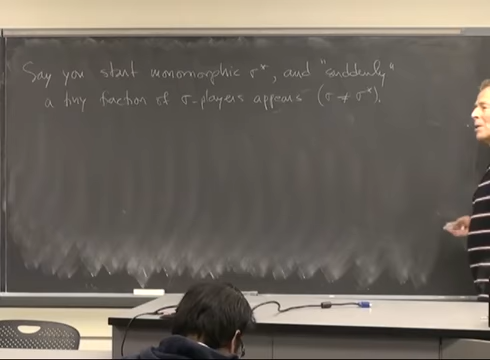 Say you start monomorphic σ*, and "suddenly"
a tiny fraction of σ-players appears (σ ≠ σ*).